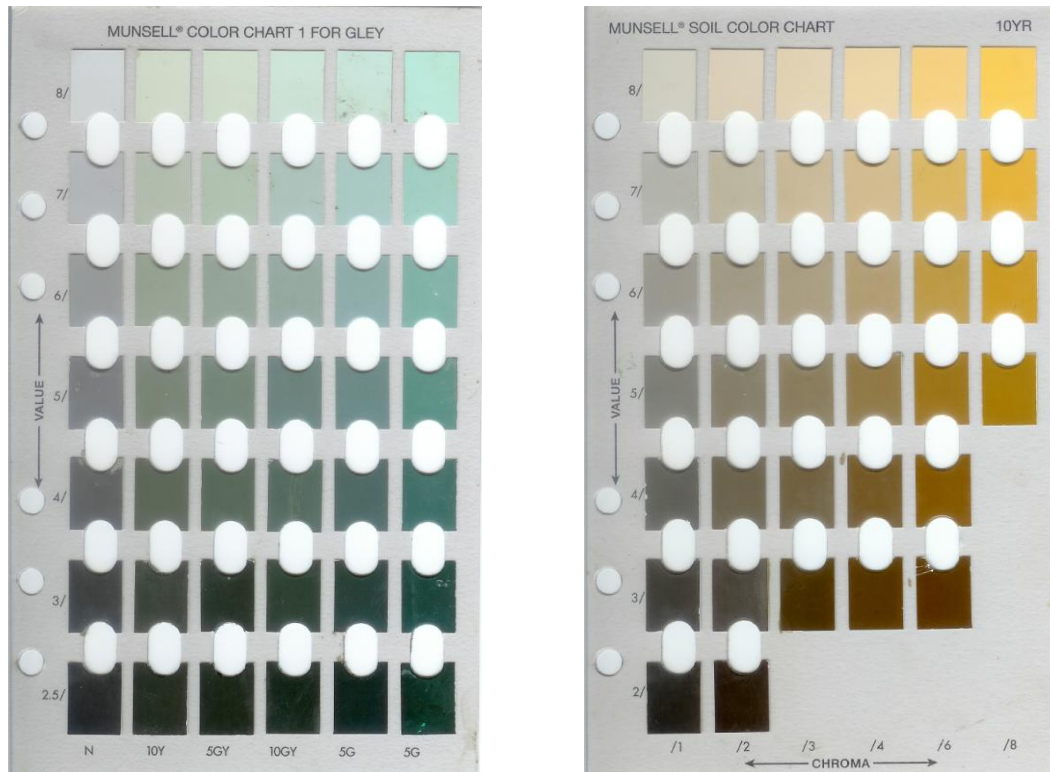 MUNSELL® COLOR CHART 1 FOR GLEY
8/
7/
6/
5/
4/
3/
2.5/
VALUE
N 10Y 5GY 10GY 5G 5G
MUNSELL® SOIL COLOR CHART 10YR
8/
7/
6/
5/
4/
3/
2/
VALUE
/1 /2 /3 /4 /6 /8
CHROMA